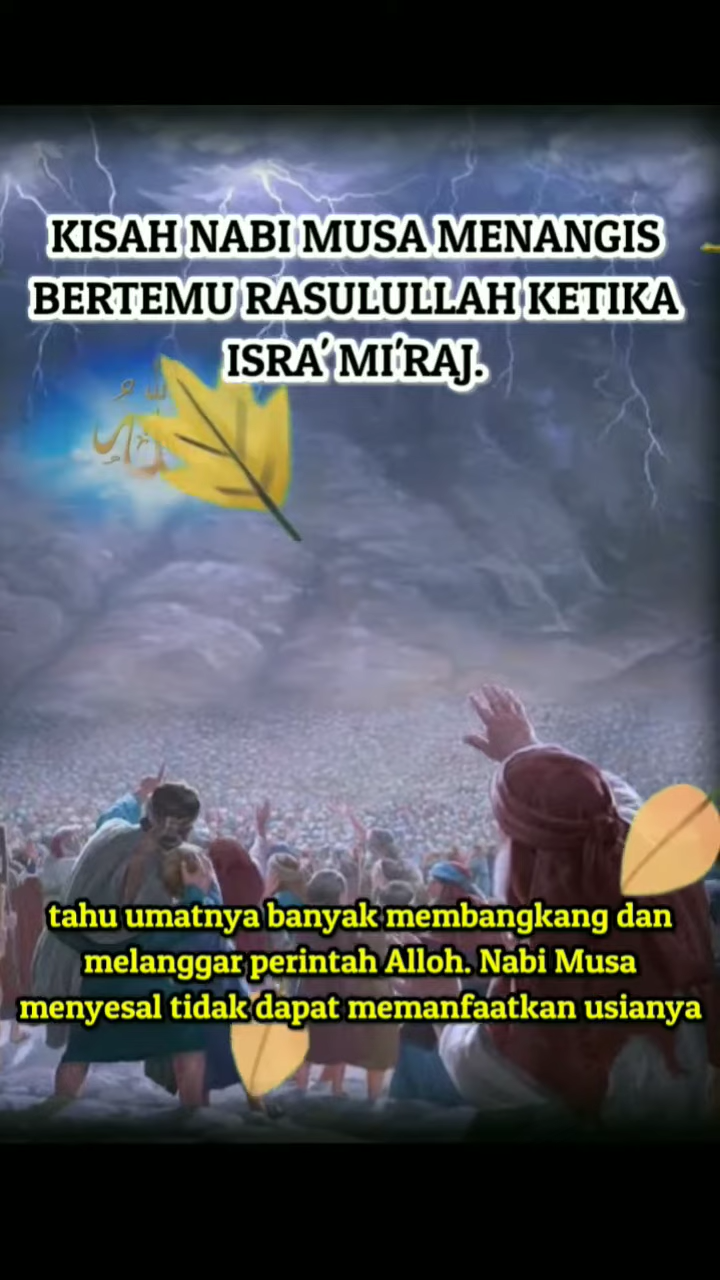 KISAH NABI MUSA MENANGIS
BERTEMU RASULULLAH KETIKA
ISRA' MI'RAJ.
الله
tahu umatnya banyak membangkang dan
melanggar perintah Alloh. Nabi Musa
menyesal tidak dapat memanfaatkan usianya